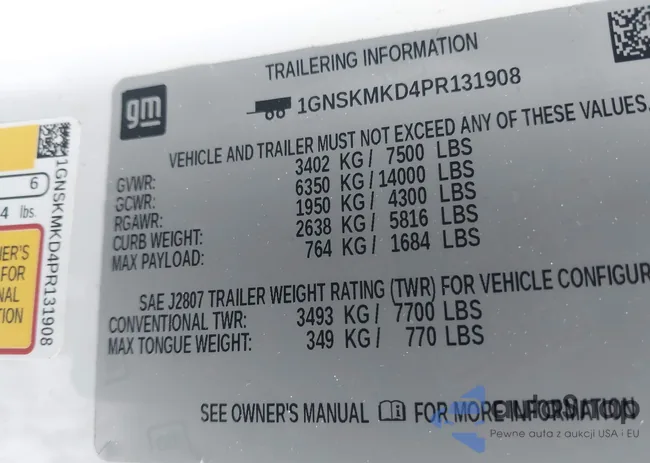 TRAILERING INFORMATION
gm
1GNSKMKD4PR131908
VEHICLE AND TRAILER MUST NOT EXCEED ANY OF THESE VALUES.
GVWR: 3402 KG / 7500 LBS
GCWR: 6350 KG / 14000 LBS
RGAWR: 1950 KG / 4300 LBS
CURB WEIGHT: 2638 KG / 5816 LBS
MAX PAYLOAD: 764 KG / 1684 LBS
SAE J2807 TRAILER WEIGHT RATING (TWR) FOR VEHICLE CONFIGUR
CONVENTIONAL TWR: 3493 KG / 7700 LBS
MAX TONGUE WEIGHT: 349 KG / 770 LBS
SEE OWNER'S MANUAL FOR MORE INFORMATION
6
4 lbs.
ER'S
FOR
NAL
TION
1GNSKMKD4PR131908
Pewne auta z aukcji USA i EU